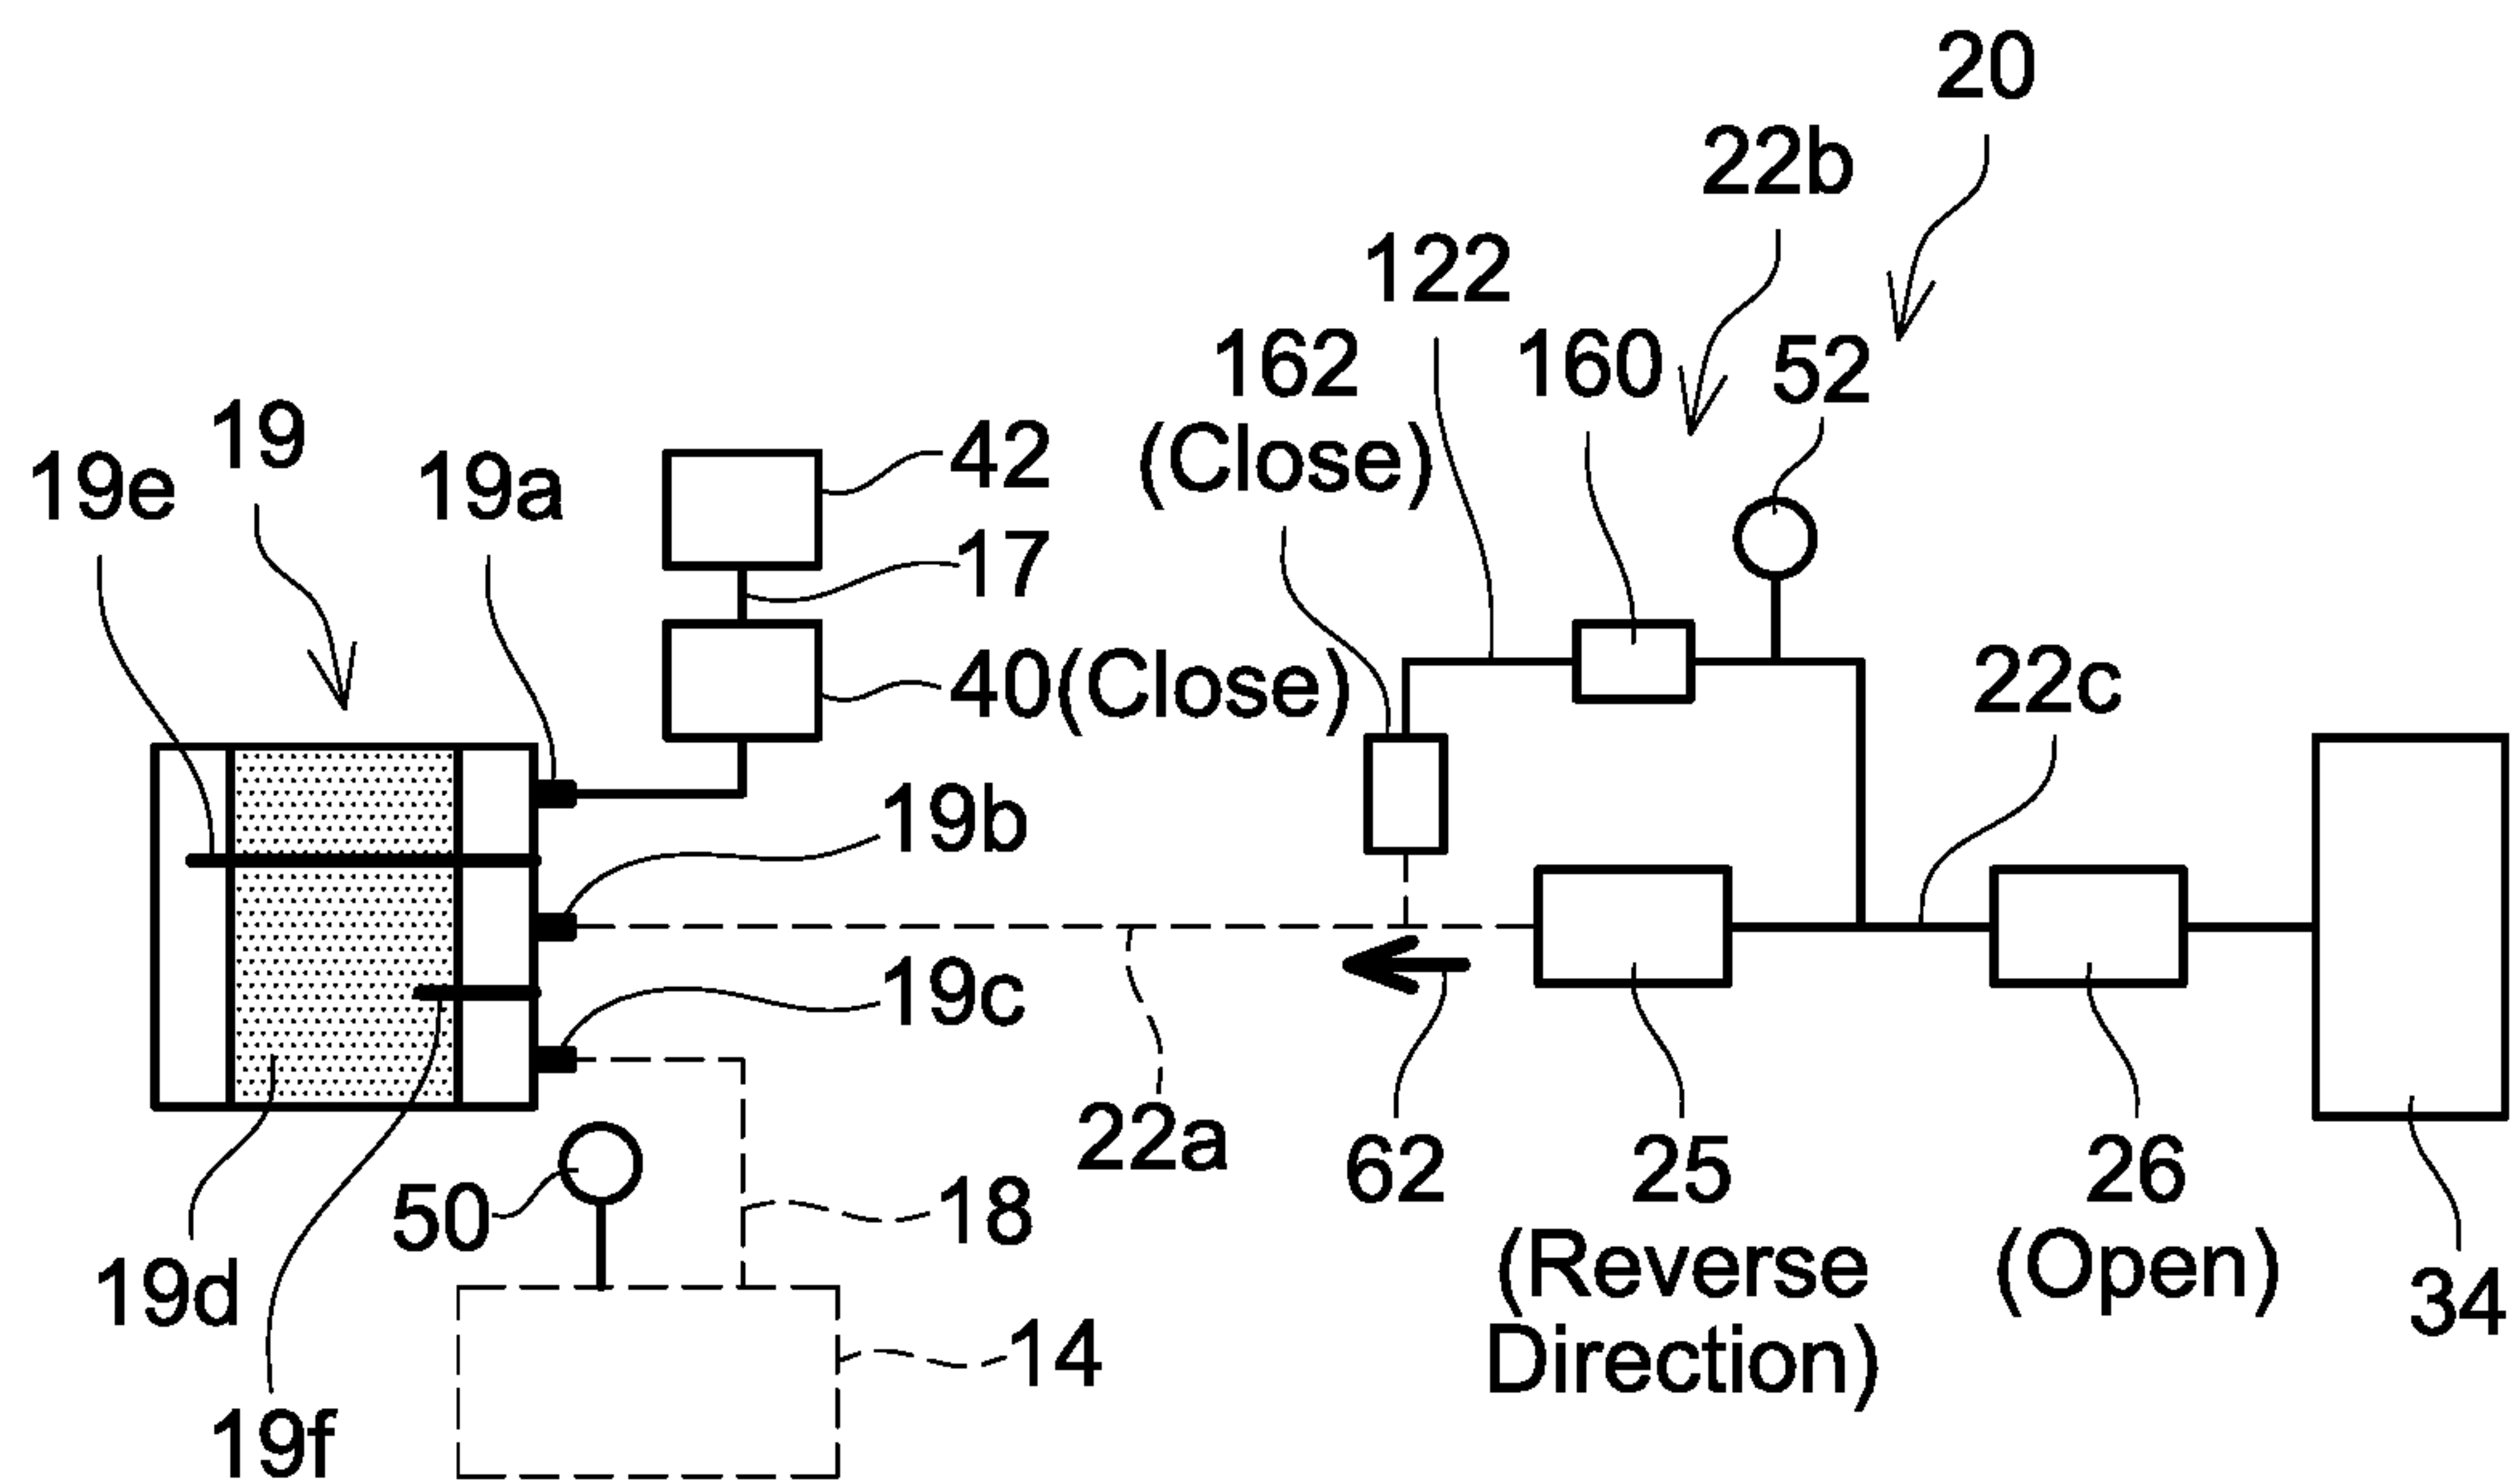 20
22b
122
162
(Close)
160
52
19
19e
19a
42
17
40(Close)
22c
19b
19c
22a
62
25
(Reverse
Direction)
26
(Open)
34
50
18
19d
14
19f